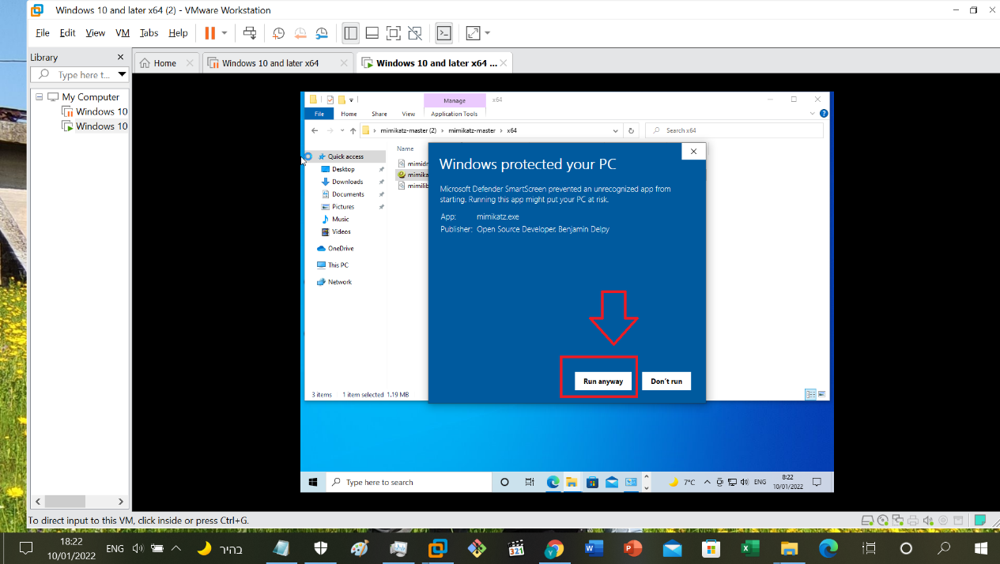 Windows 10 and later x64 (2) - VMware Workstation
File Edit View VM Tabs Help
Library
Type here t...
My Computer
Windows 10
Windows 10
Home
Windows 10 and later x64
Windows 10 and later x64 ...
Manage
x64
File Home Share View Application Tools
mimikatz-master (2) › mimikatz-master › x64
Search x64
Quick access
Desktop
Downloads
Documents
Pictures
Music
Videos
OneDrive
This PC
Network
Name
mimidr
mimika
mimilib
Windows protected your PC
Microsoft Defender SmartScreen prevented an unrecognized app from
starting. Running this app might put your PC at risk.
App: mimikatz.exe
Publisher: Open Source Developer, Benjamin Delpy
Run anyway
Don't run
3 items 1 item selected 1.19 MB
Type here to search
7°C
ENG
8:22
10/01/2022
To direct input to this VM, click inside or press Ctrl+G.
18:22
10/01/2022
ENG
בהיר
321